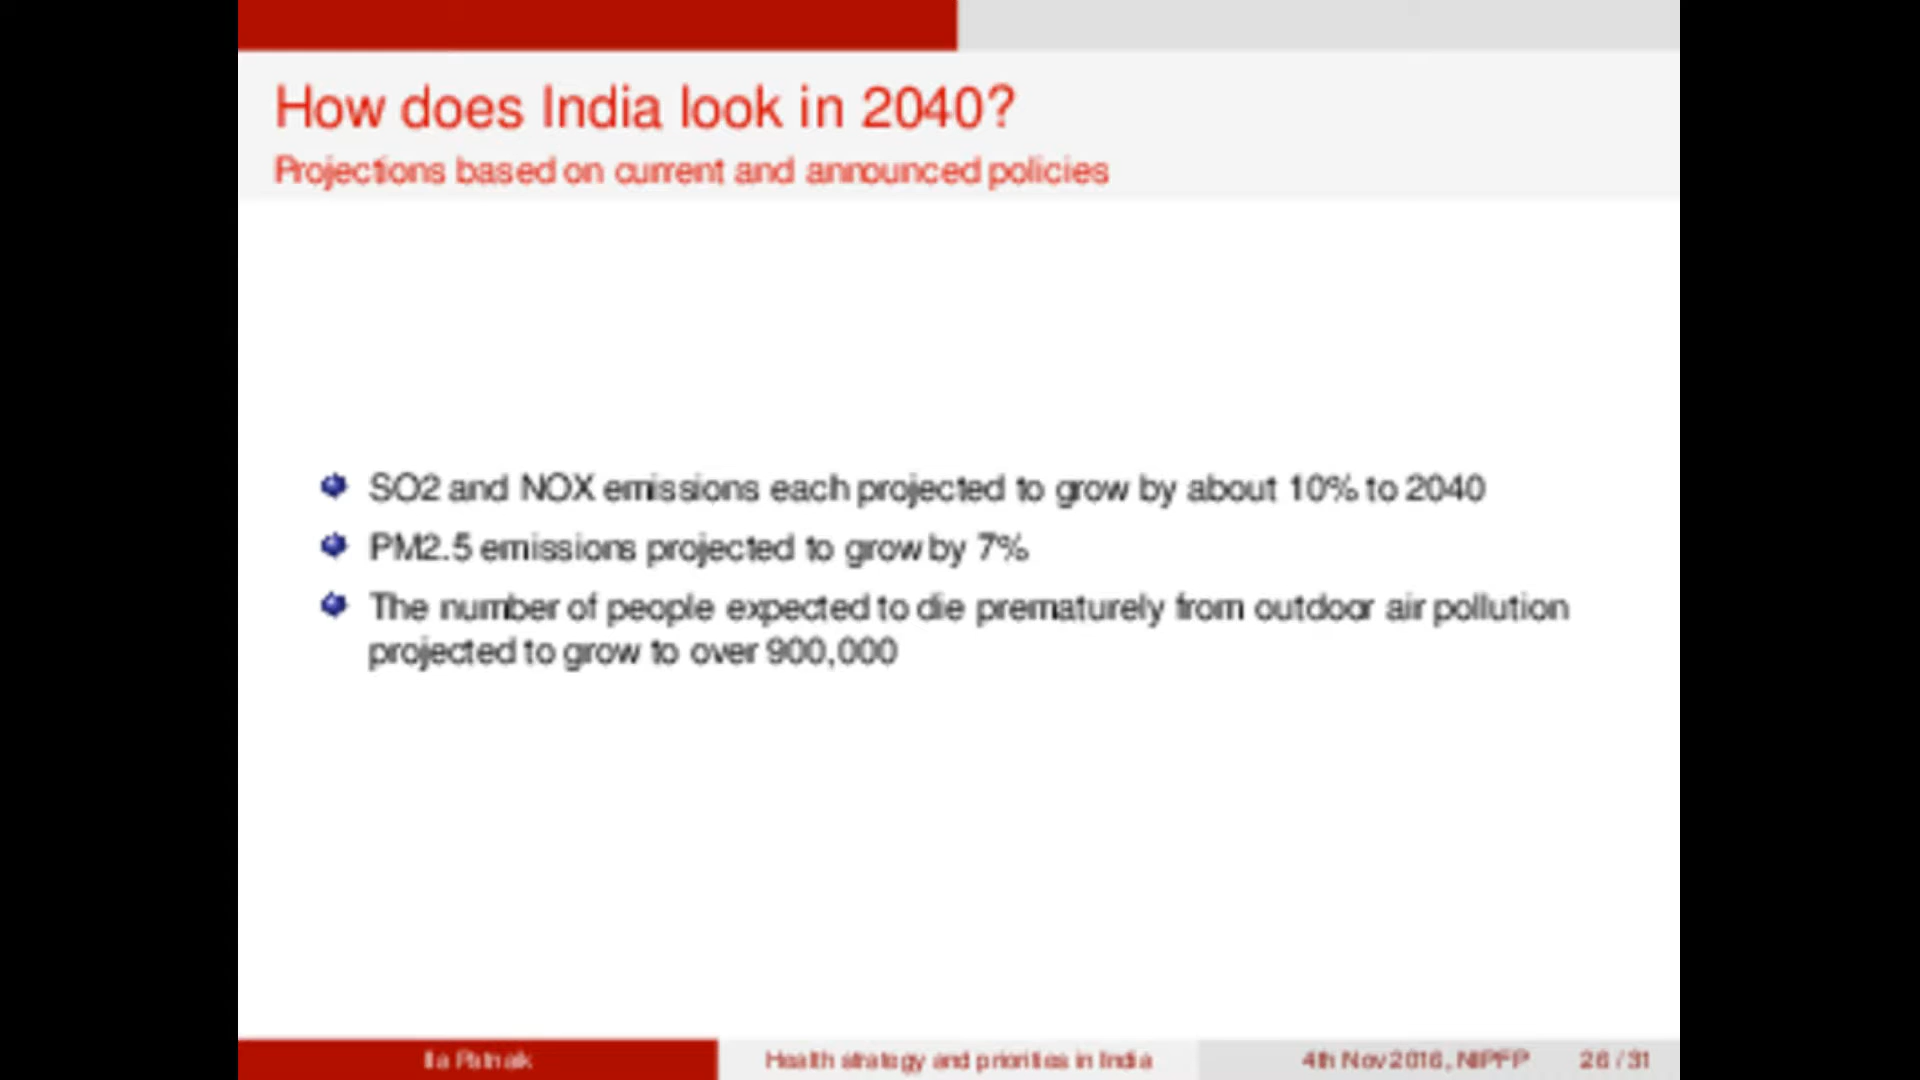 How does India look in 2040?
Projections based on current and announced policies
SO2 and NOX emissions each projected to grow by about 10% to 2040
PM2.5 emissions projected to grow by 7%
The number of people expected to die prematurely from outdoor air pollution
projected to grow to over 900,000
Ila Patnaik
Health strategy and priorities in India
4th Nov 2016, NIPFP
26 / 31